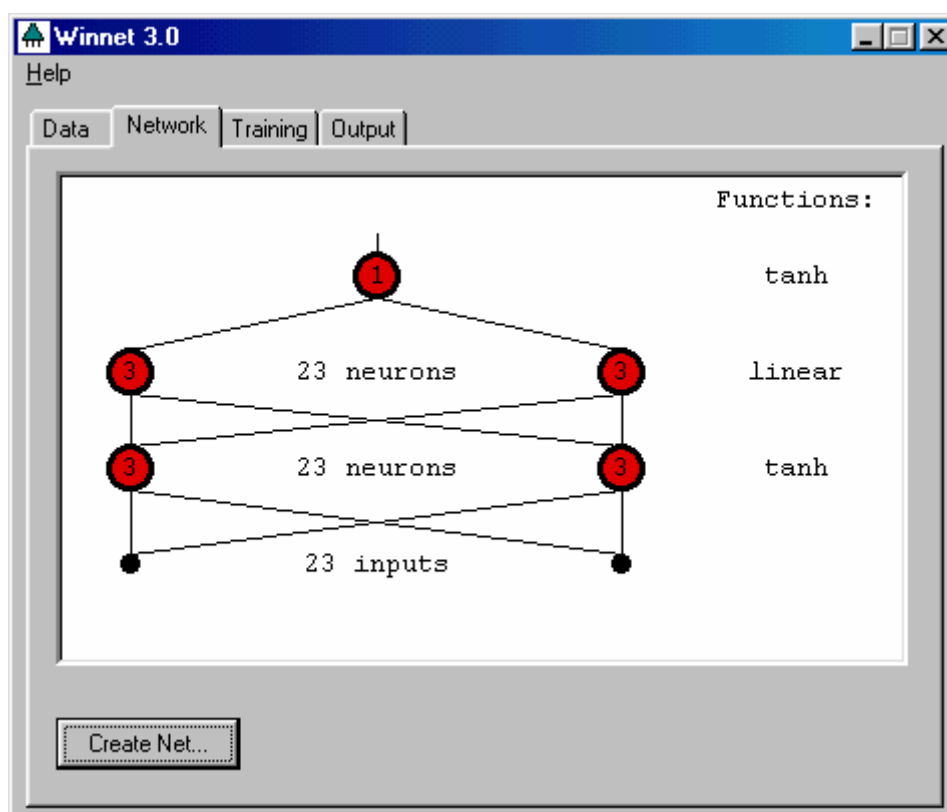 Winnet 3.0
Help
Data Network Training Output
Functions:
1 tanh
3 23 neurons 3 linear
3 23 neurons 3 tanh
23 inputs
Create Net...